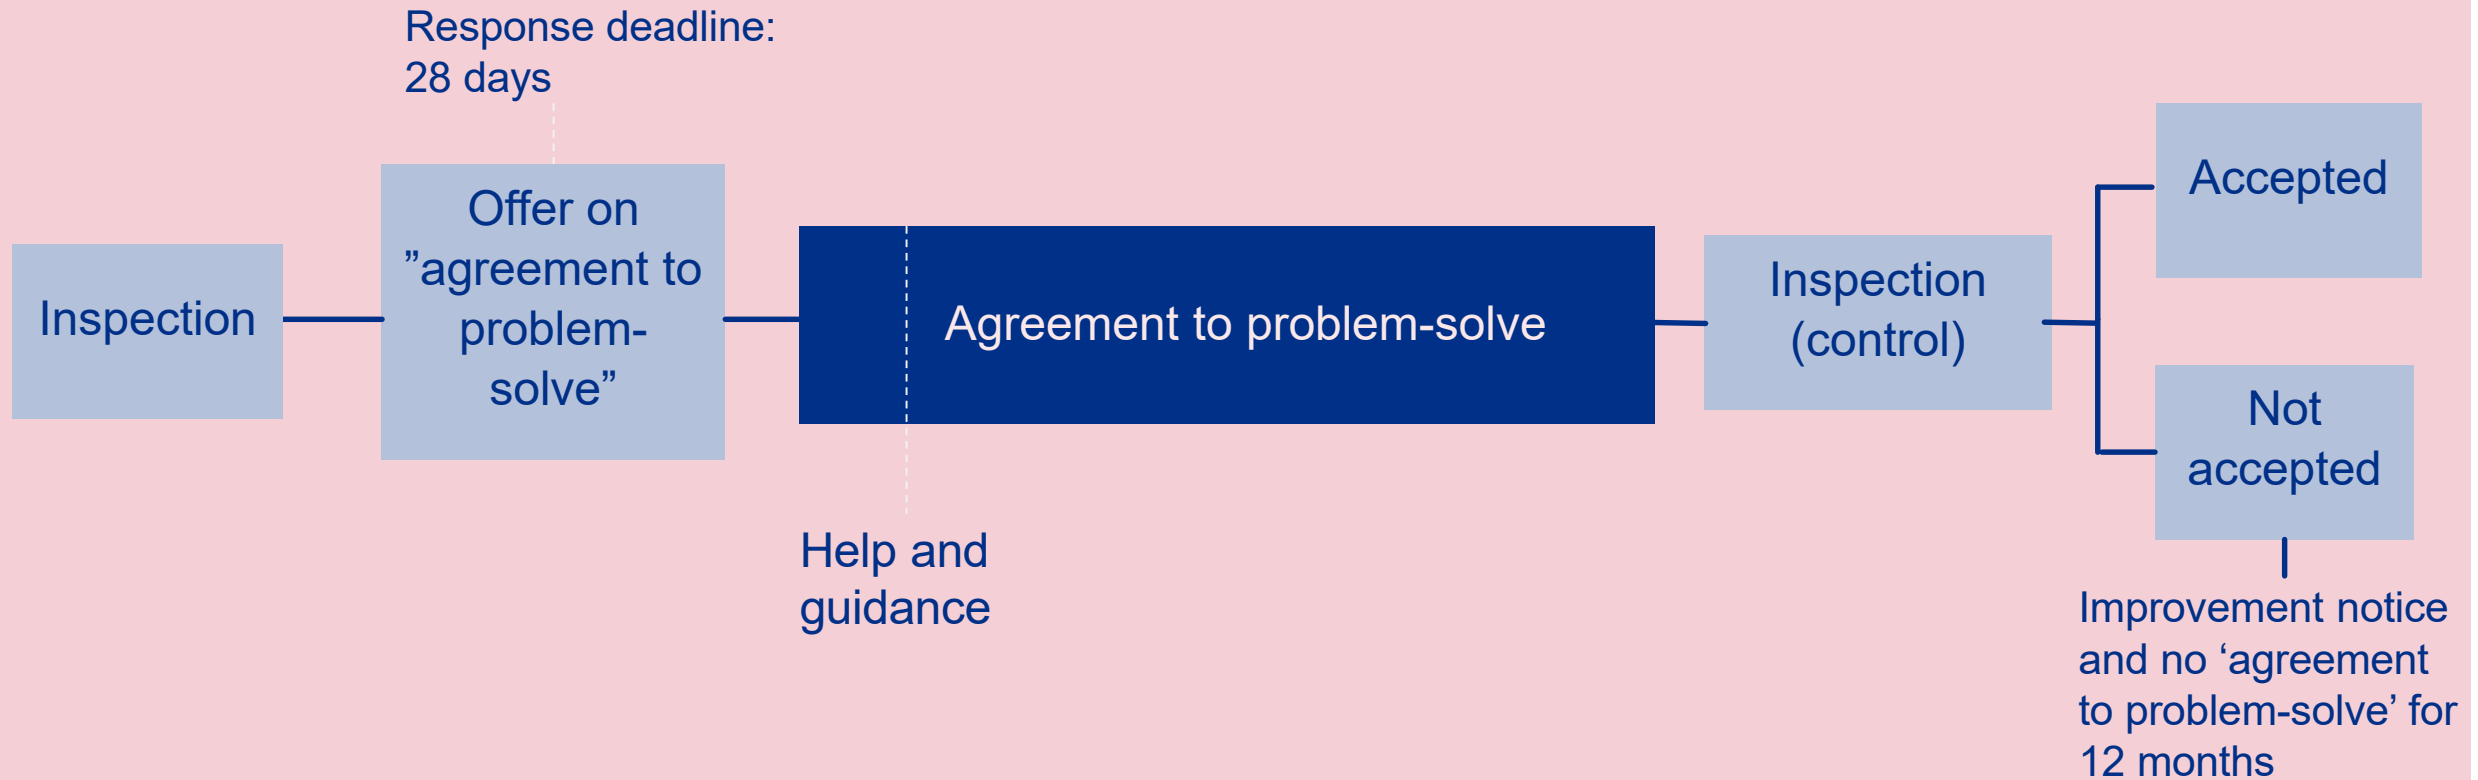 Response deadline:
28 days
Inspection
Offer on
”agreement to
problem-
solve”
Agreement to problem-solve
Help and
guidance
Inspection
(control)
Accepted
Not
accepted
Improvement notice
and no ‘agreement
to problem-solve’ for
12 months